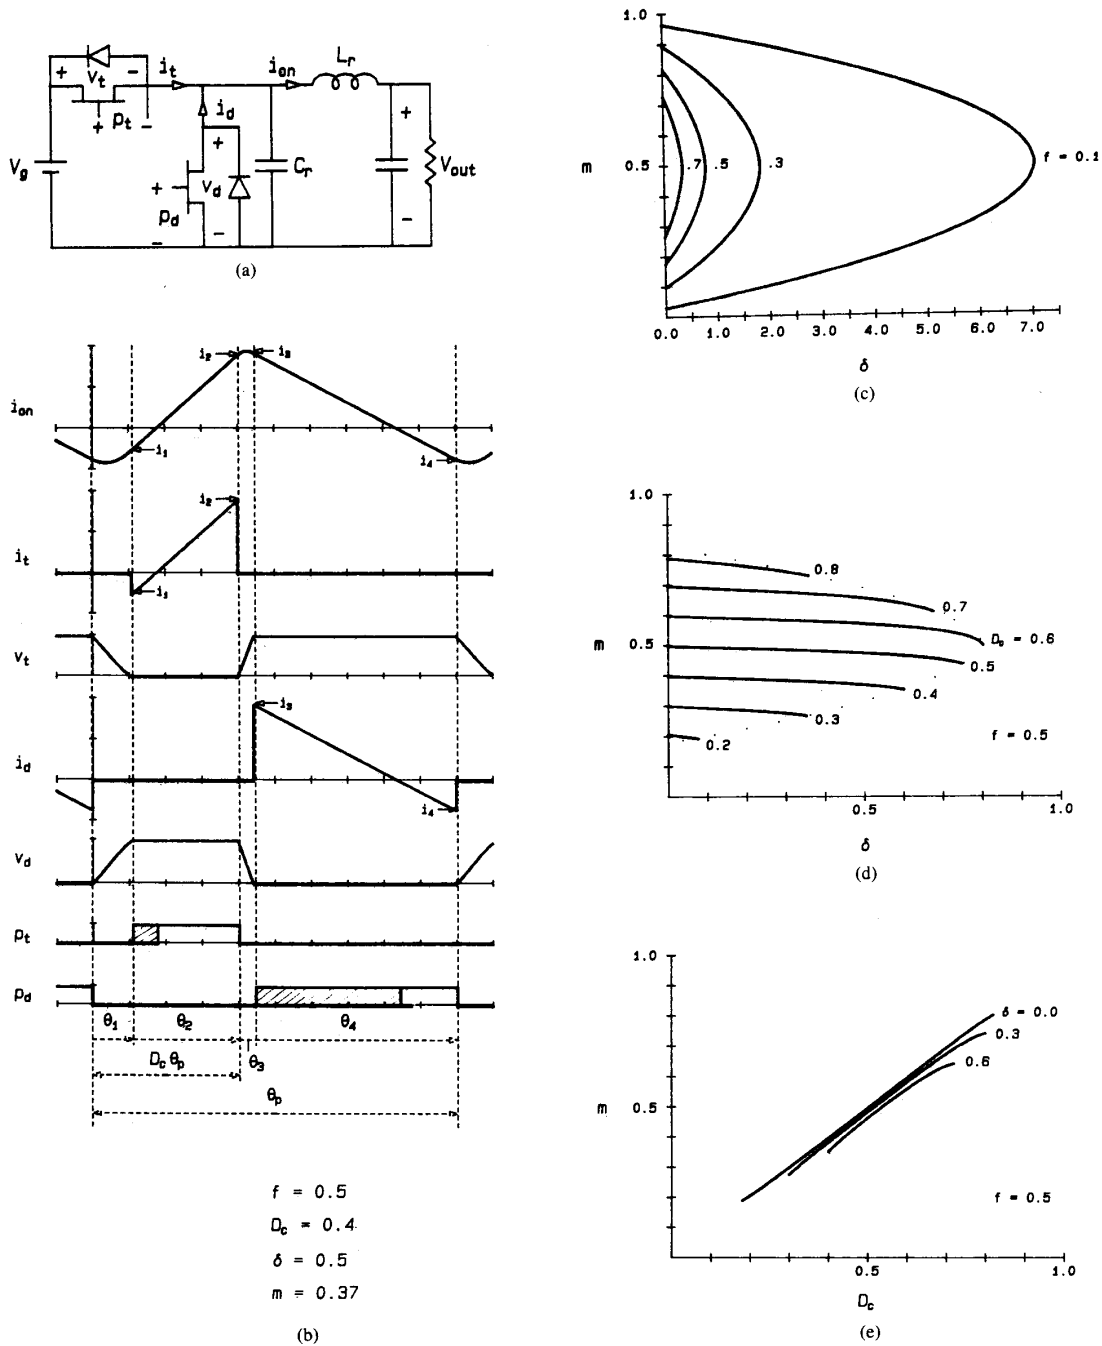 i_t
i_on
L_r
+ v_t −
+
p_t
+ −
i_d
V_g
+
+
v_d
p_d
−
−
C_r
+
V_out
−
(a)
i_on
i_2
i_3
i_1
i_4
i_t
i_2
i_1
v_t
i_d
i_3
i_4
v_d
p_t
p_d
θ_1
θ_2
θ_3
θ_4
D_c θ_p
θ_p
f = 0.5
D_c = 0.4
δ = 0.5
m = 0.37
(b)
1.0
m 0.5
.7 .5 .3 f = 0.1
0.0 1.0 2.0 3.0 4.0 5.0 6.0 7.0
δ
(c)
1.0
0.8
0.7
m 0.5
D_c = 0.6
0.5
0.4
0.3
0.2
f = 0.5
0.5 1.0
δ
(d)
1.0
δ = 0.0
0.3
0.6
m 0.5
f = 0.5
0.5 1.0
D_c
(e)